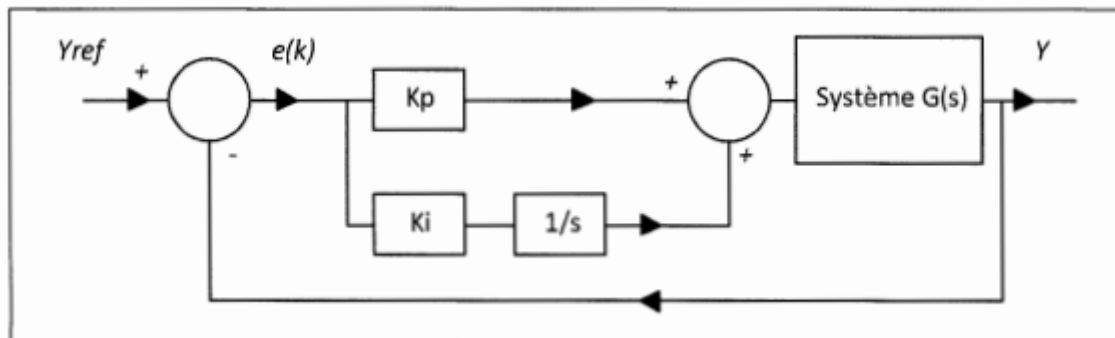 Yref
+
e(k)
Kp
+
Système G(s)
Y
-
+
Ki
1/s